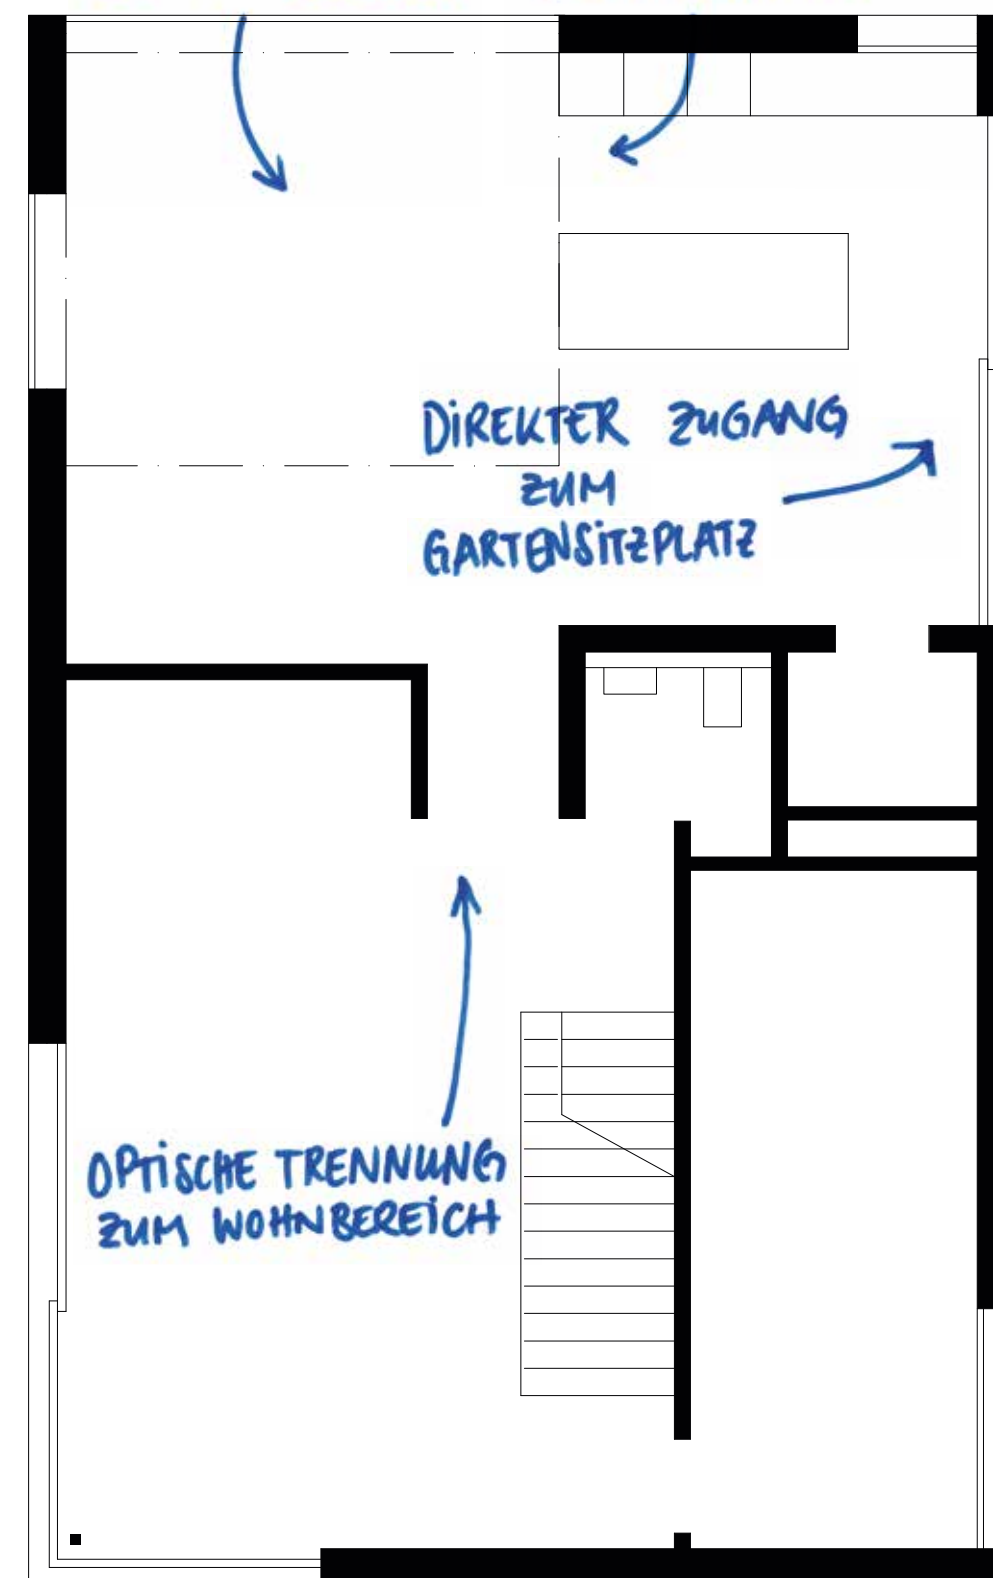 DIREKTER ZUGANG
ZUM
GARTENSITZPLATZ
OPTISCHE TRENNUNG
ZUM WOHNBEREICH